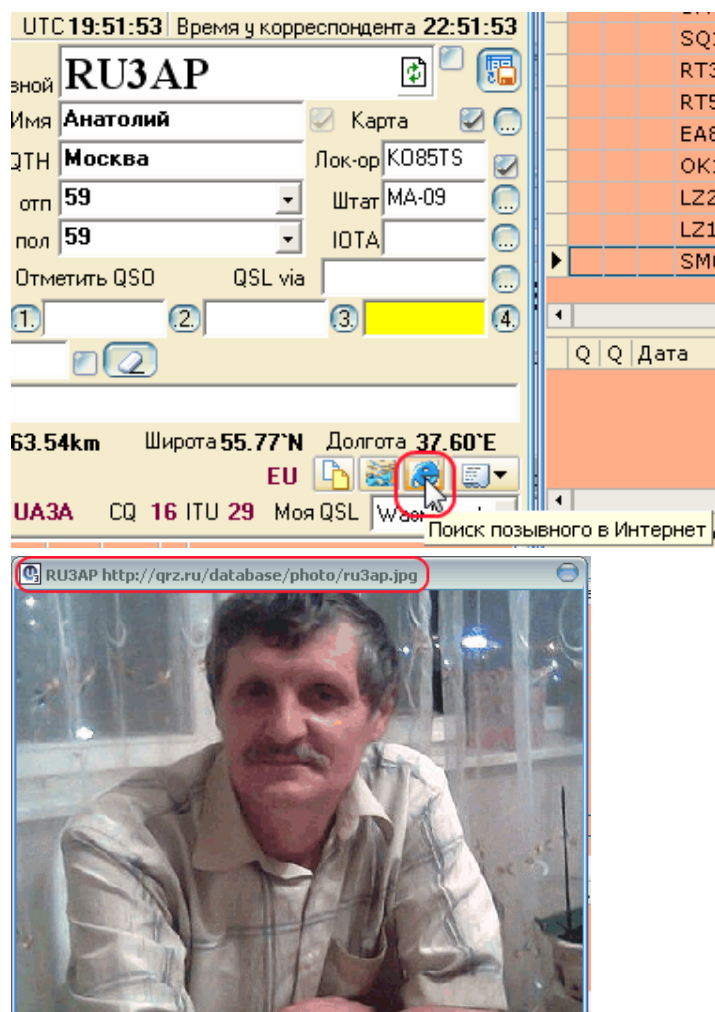 UTC 19:51:53 Время у корреспондента 22:51:53
вной RU3AP
Имя Анатолий Карта
QTH Москва Лок-ор KO85TS
отп 59 Штат MA-09
пол 59 IOTA
Отметить QSO QSL via
1. 2. 3. 4.
63.54km Широта 55.77`N Долгота 37.60`E
EU
UA3A CQ 16 ITU 29 Моя QSL
Поиск позывного в Интернет
RT3
RT5
EA8
LZ2
LZ1
Q Q Дата
RU3AP http://qrz.ru/database/photo/ru3ap.jpg